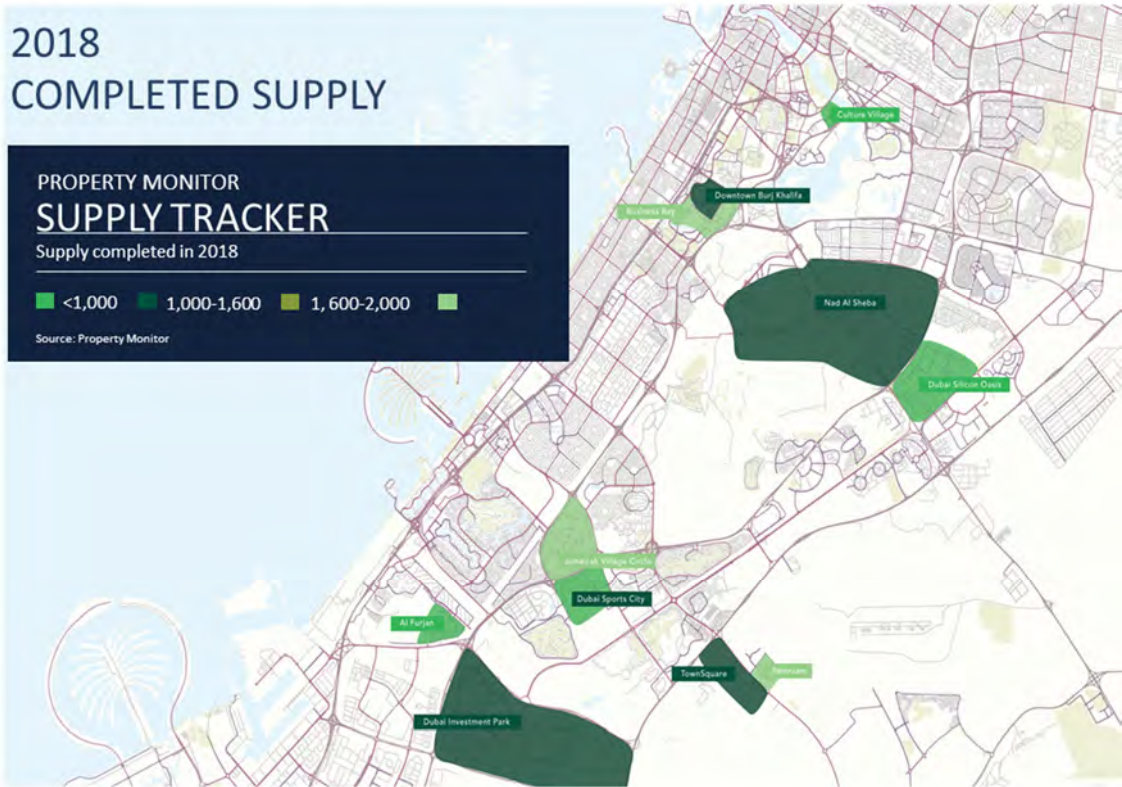 2018
COMPLETED SUPPLY
PROPERTY MONITOR
SUPPLY TRACKER
Supply completed in 2018
<1,000
1,000-1,600
1, 600-2,000
Source: Property Monitor
Culture Village
Downtown Burj Khalifa
Business Bay
Nad Al Sheba
Dubai Silicon Oasis
Jumeirah Village Circle
Dubai Sports City
Al Furjan
TownSquare
Dubai Investment Park